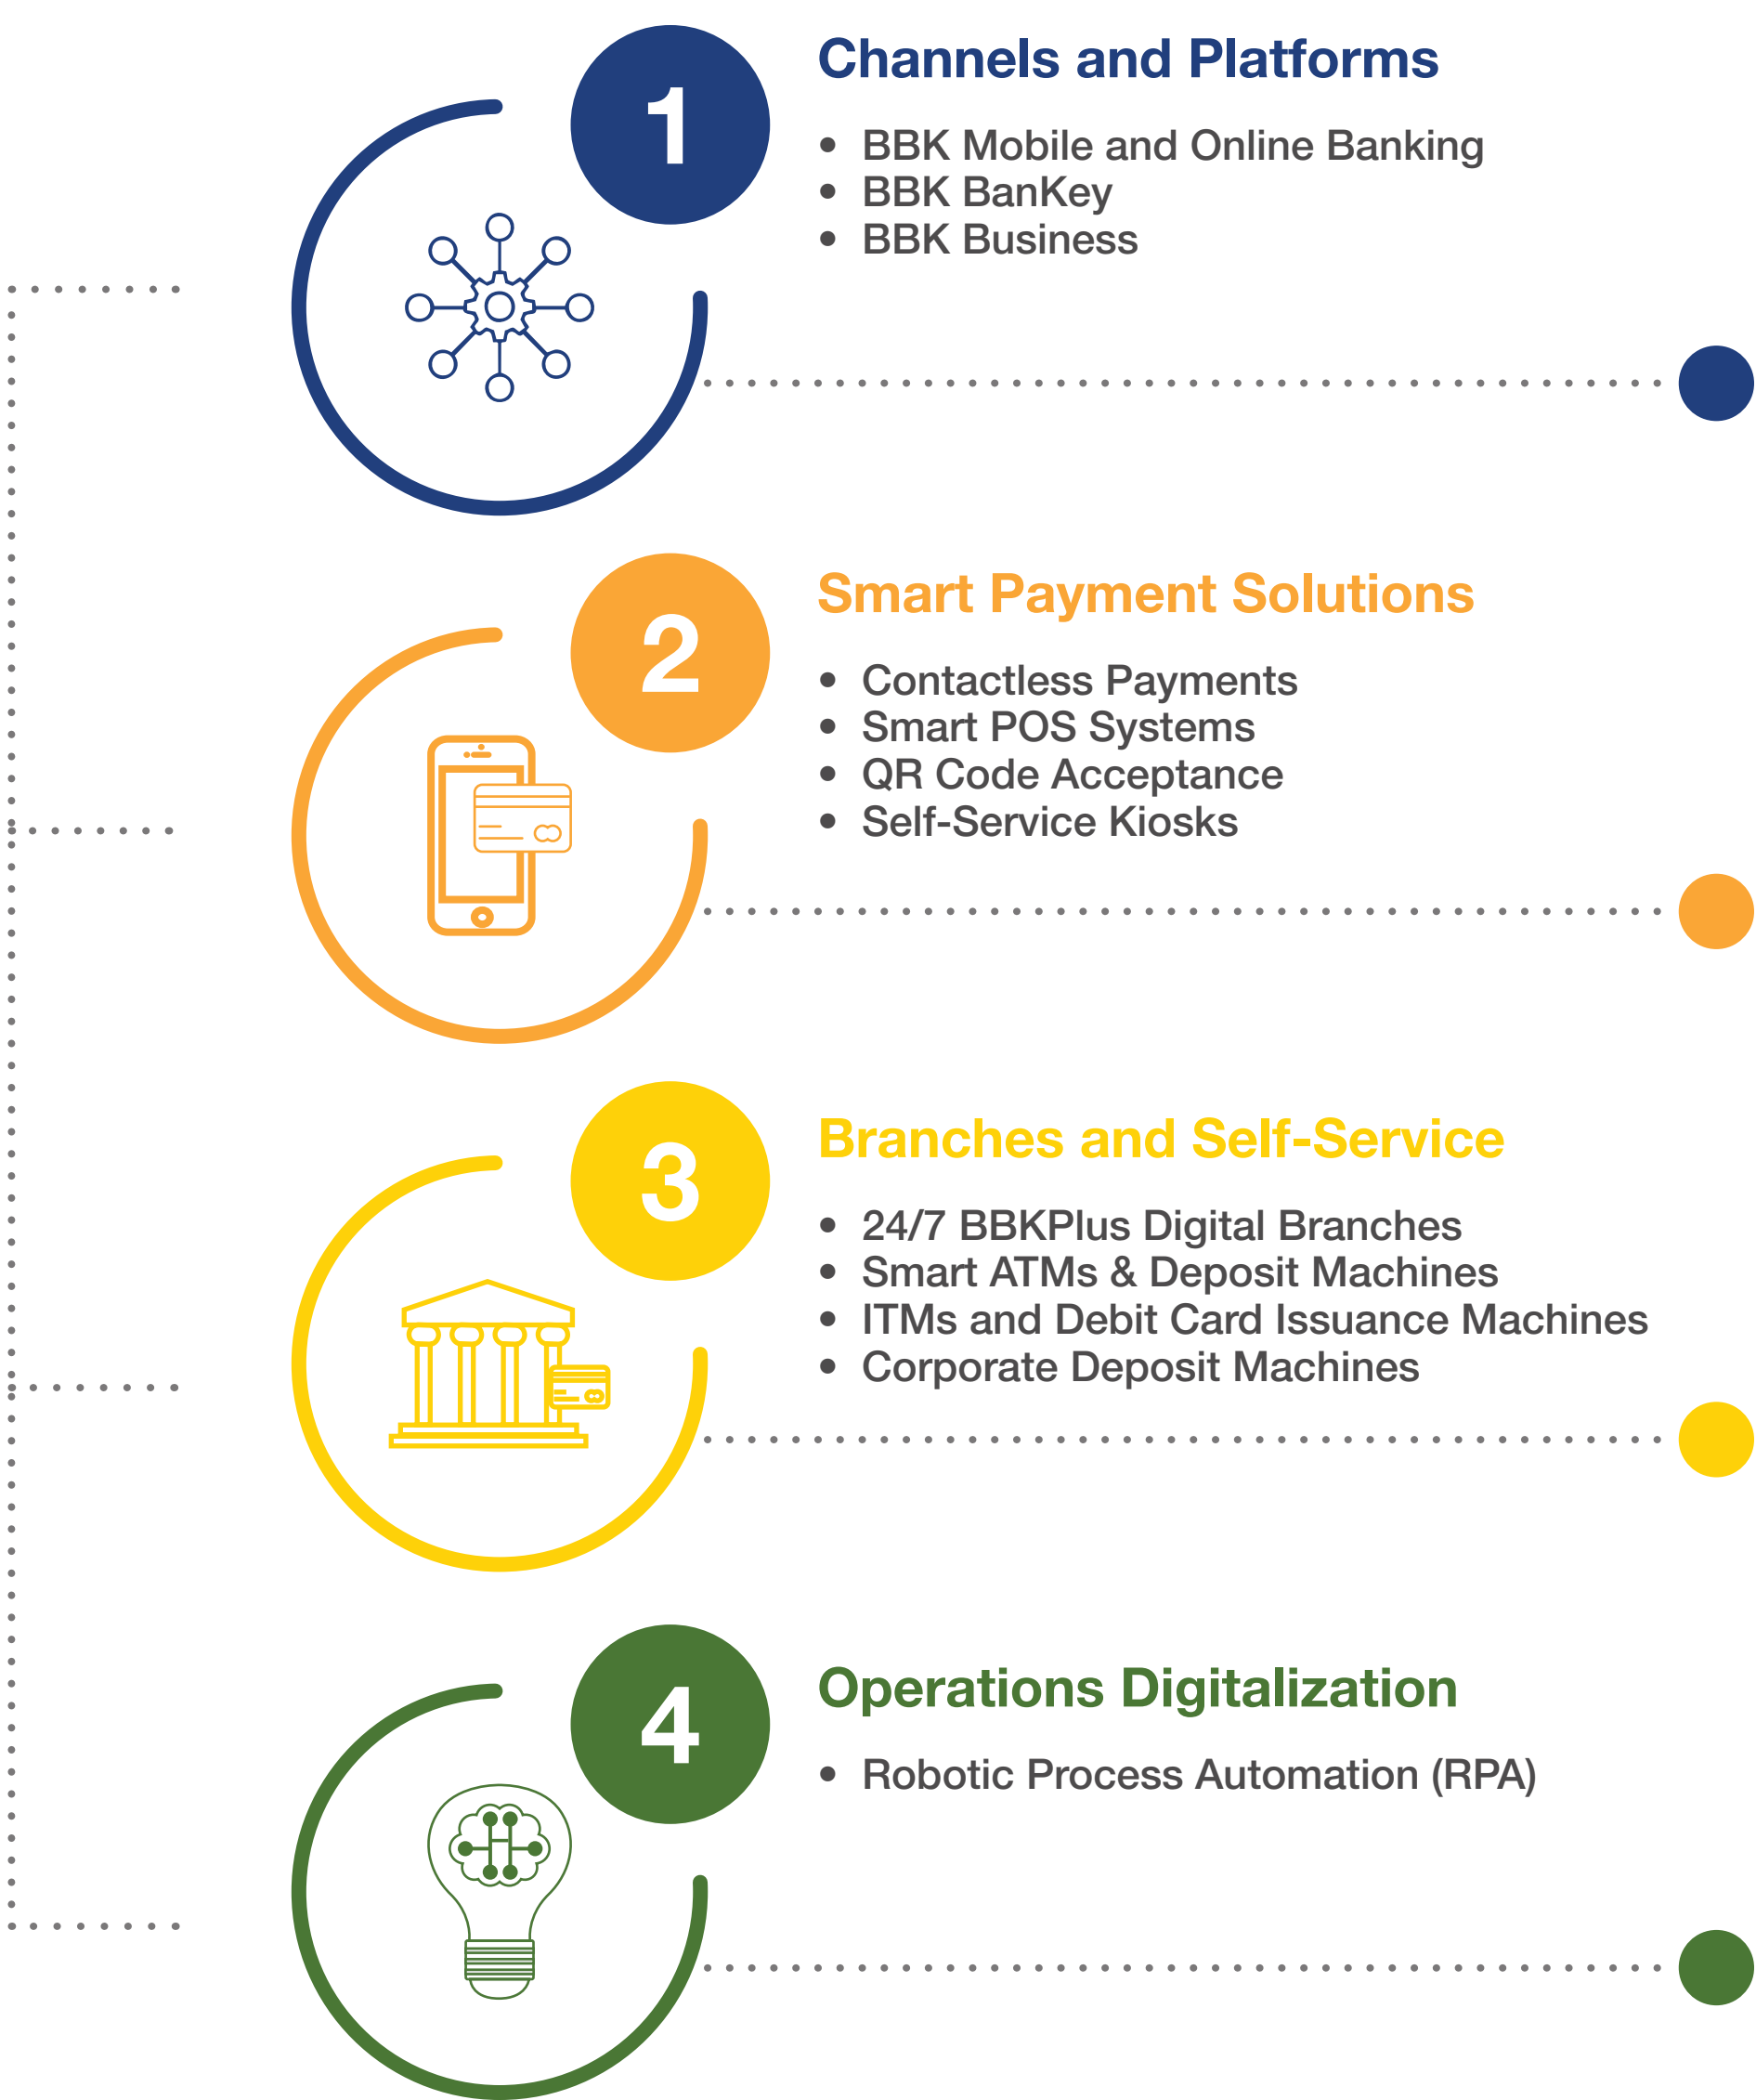 1
Channels and Platforms
• BBK Mobile and Online Banking
• BBK BanKey
• BBK Business
2
Smart Payment Solutions
• Contactless Payments
• Smart POS Systems
• QR Code Acceptance
• Self-Service Kiosks
3
Branches and Self-Service
• 24/7 BBKPlus Digital Branches
• Smart ATMs & Deposit Machines
• ITMs and Debit Card Issuance Machines
• Corporate Deposit Machines
4
Operations Digitalization
• Robotic Process Automation (RPA)